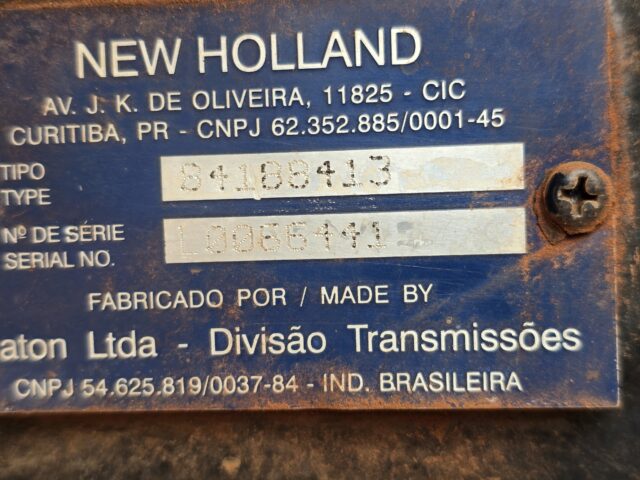 NEW HOLLAND
AV. J. K. DE OLIVEIRA, 11825 - CIC
CURITIBA, PR - CNPJ 62.352.885/0001-45
TIPO
TYPE
84188413
Nº DE SÉRIE
SERIAL NO.
FABRICADO POR / MADE BY
aton Ltda - Divisão Transmissões
CNPJ 54.625.819/0037-84 - IND. BRASILEIRA